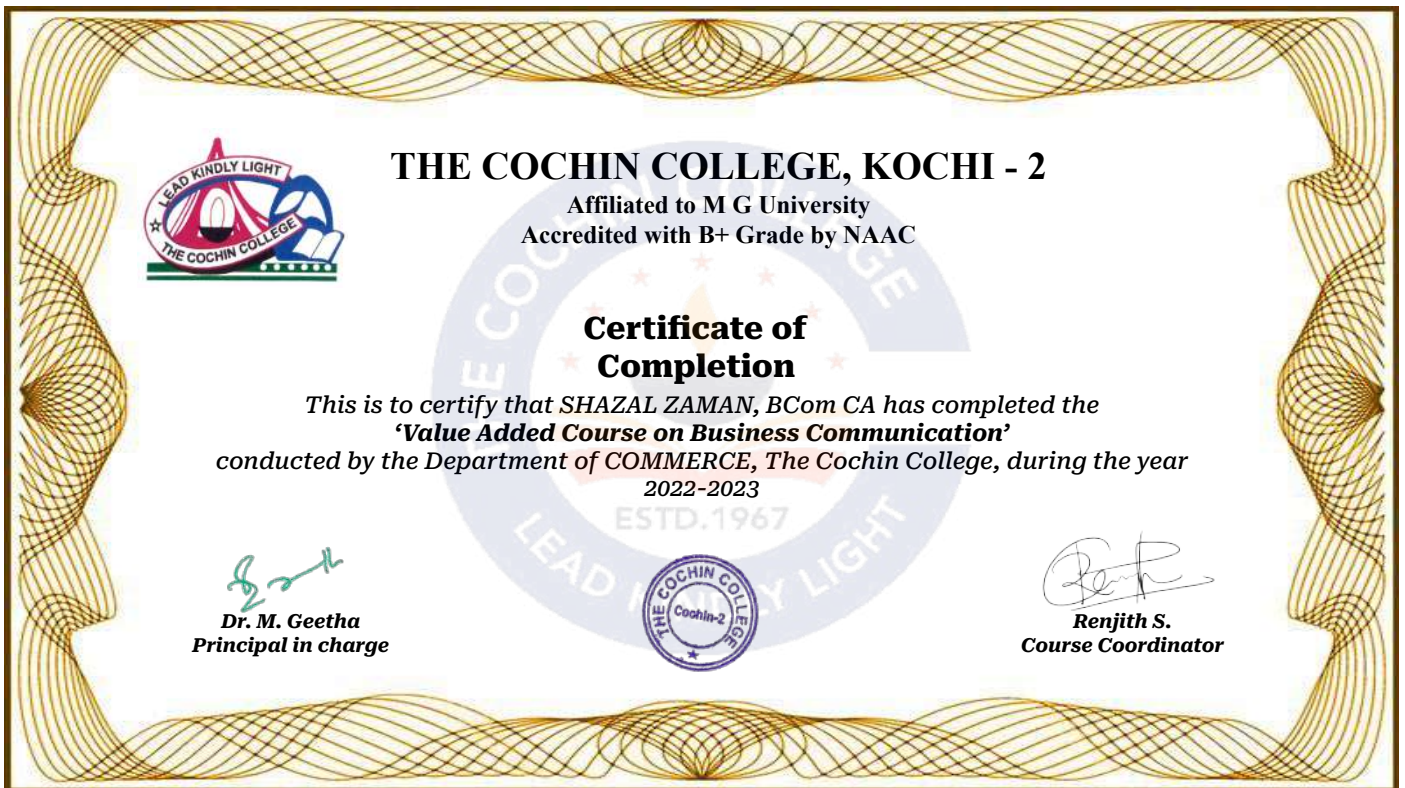 LEAD KINDLY LIGHT
THE COCHIN COLLEGE
THE COCHIN COLLEGE, KOCHI - 2
Affiliated to M G University
Accredited with B+ Grade by NAAC
THE COCHIN COLLEGE
Certificate of
Completion
This is to certify that SHAZAL ZAMAN, BCom CA has completed the
‘Value Added Course on Business Communication’
conducted by the Department of COMMERCE, The Cochin College, during the year
2022-2023
ESTD.1967
LEAD KINDLY LIGHT
THE COCHIN COLLEGE
Cochin-2
Dr. M. Geetha
Principal in charge
Renjith S.
Course Coordinator